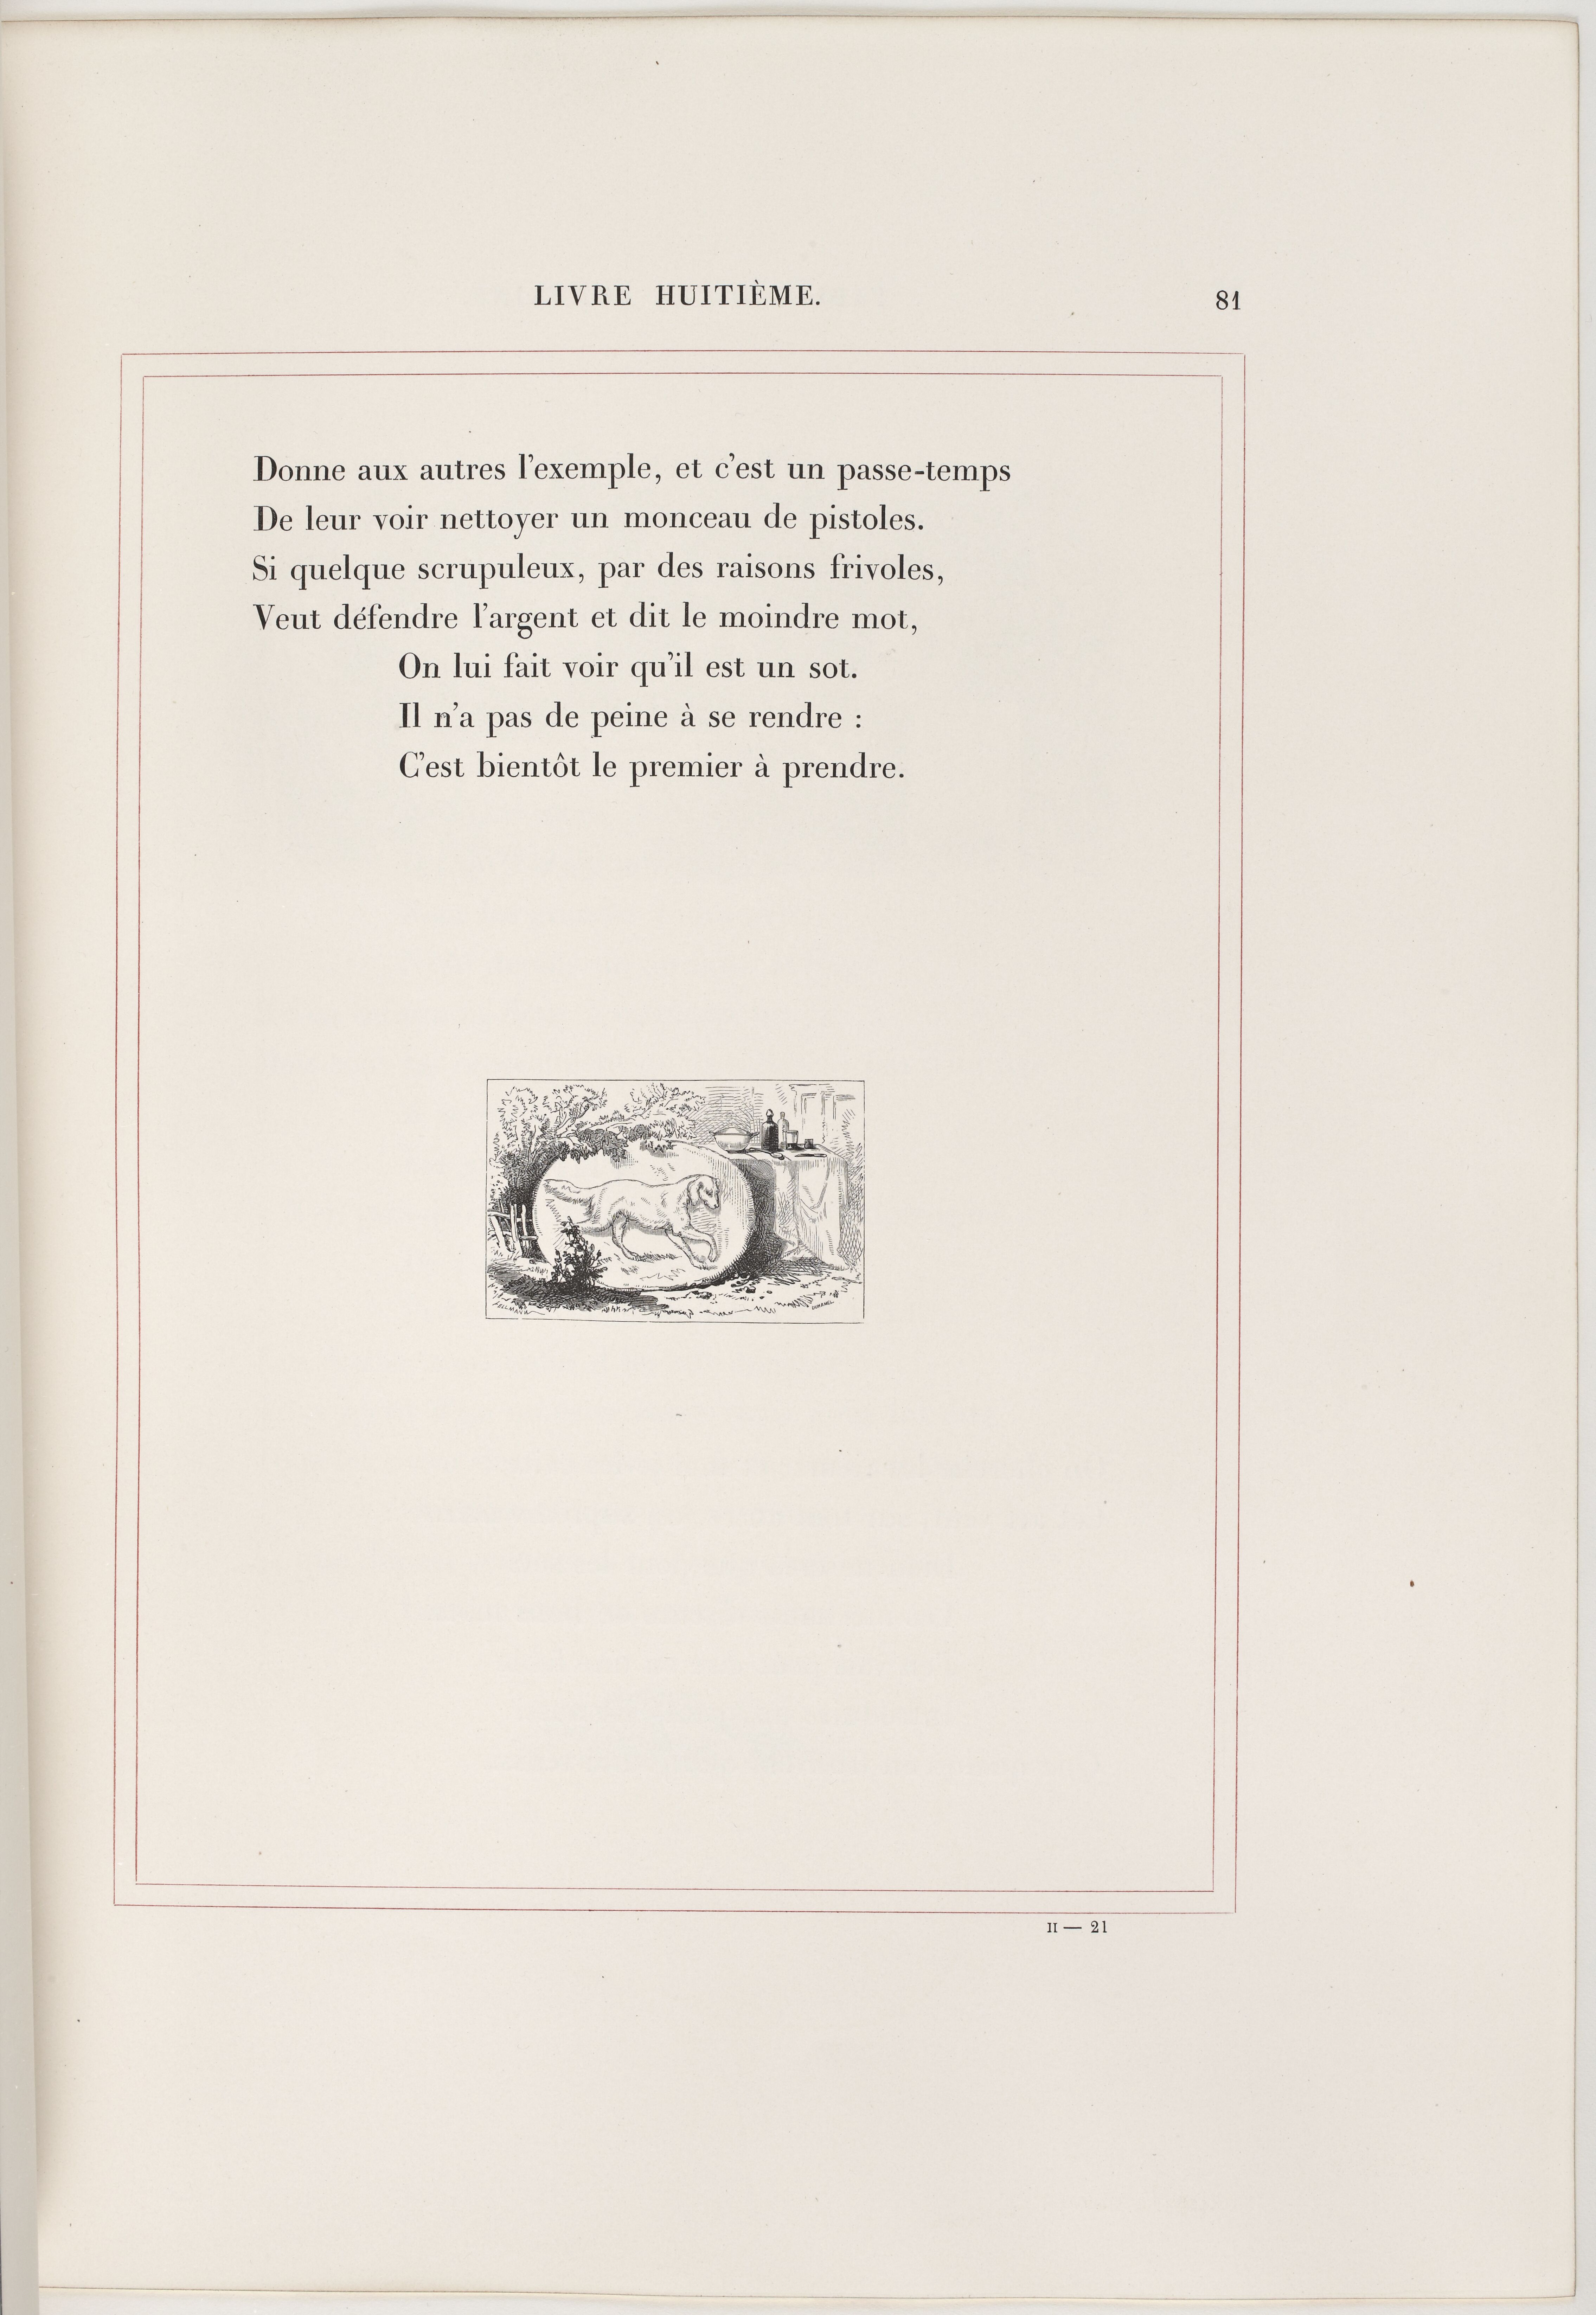 LIVRE HUITIÈME.
81
Donne aux autres l'exemple, et c'est un passe-temps
De leur voir nettoyer un monceau de pistoles.
Si quelque scrupuleux, par des raisons frivoles,
Veut défendre l'argent et dit le moindre mot,
On lui fait voir qu'il est un sot.
Il n'a pas de peine à se rendre :
C'est bientôt le premier à prendre.
II — 21